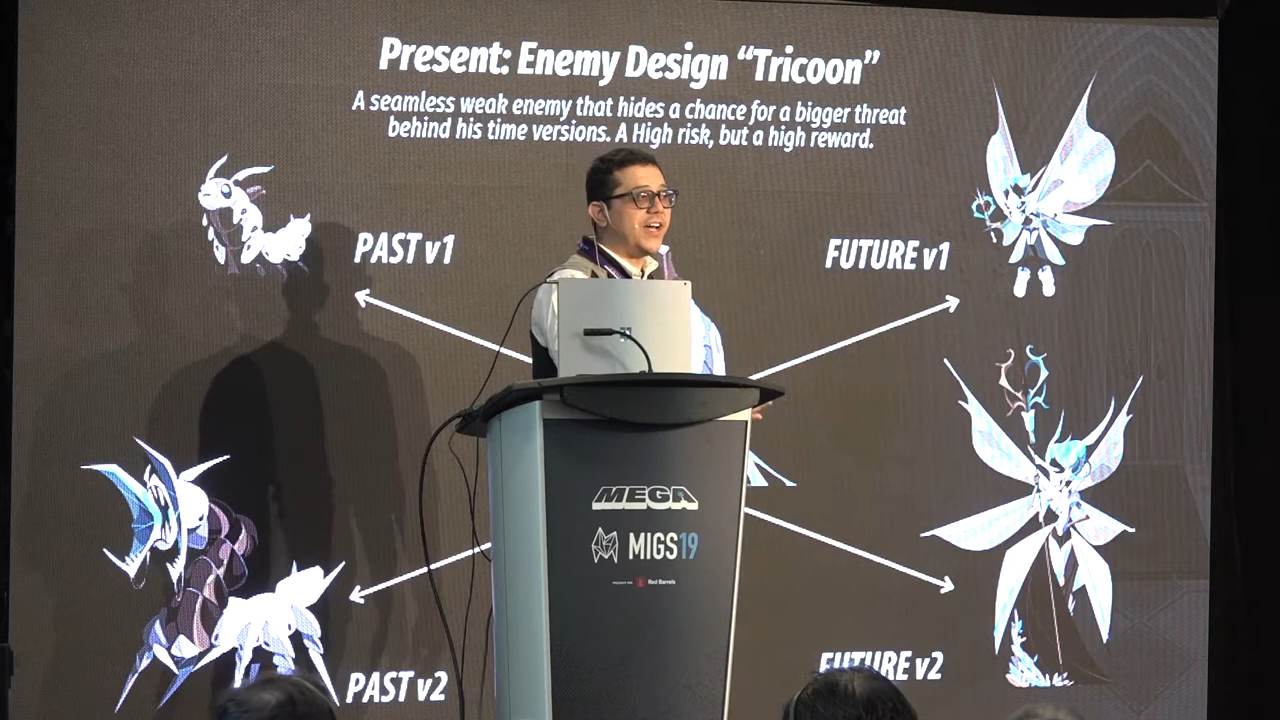 Present: Enemy Design “Tricoon”
A seamless weak enemy that hides a chance for a bigger threat
behind his time versions. A High risk, but a high reward.
PAST v1
FUTURE v1
MEGA
MIGS19
Red Barrels
PAST v2
FUTURE v2